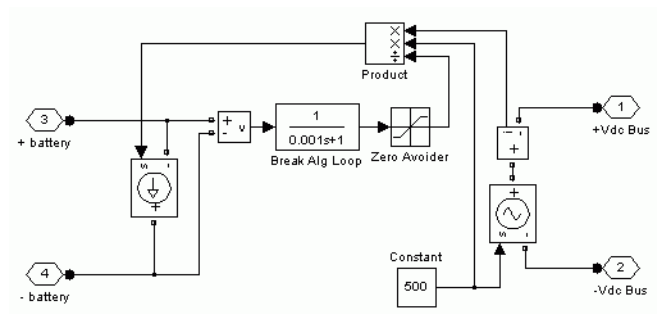 ×
×
÷
Product
3
+ battery
+
-
v
1
0.001s+1
Break Alg Loop
Zero Avoider
i
-
+
1
+Vdc Bus
s
-
+
+
s
-
Constant
500
4
- battery
2
-Vdc Bus